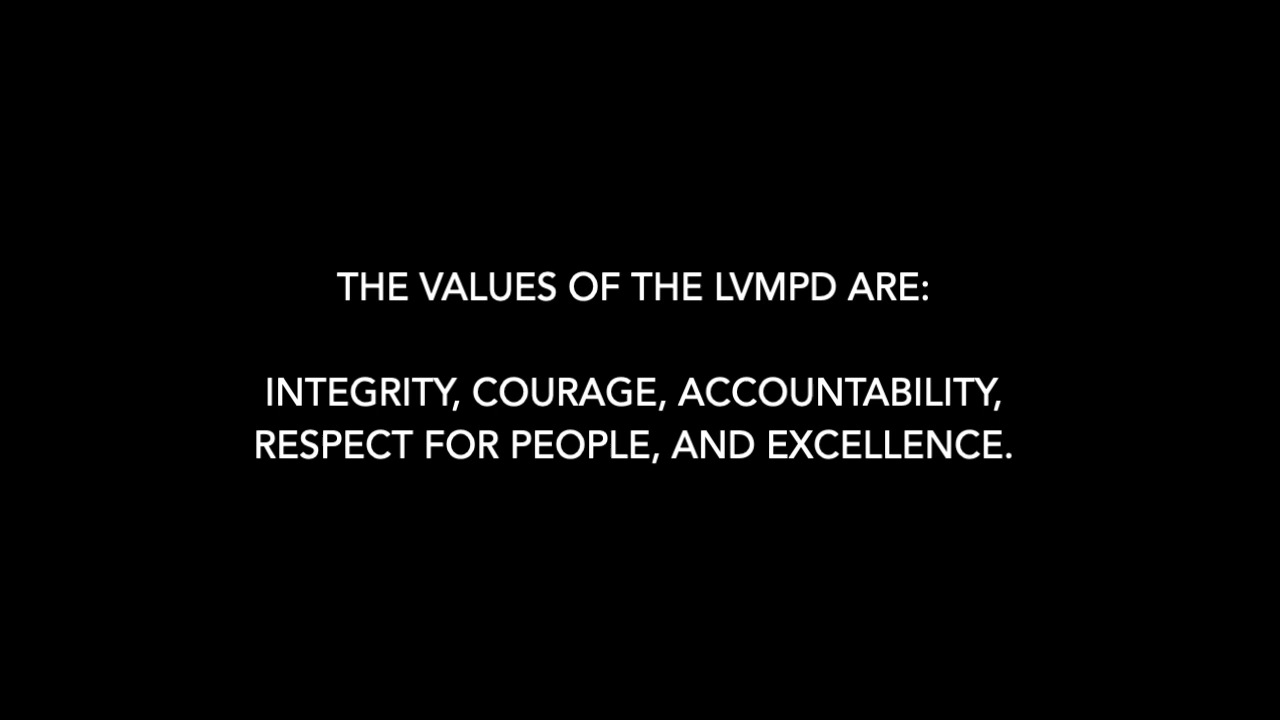 THE VALUES OF THE LVMPD ARE:
INTEGRITY, COURAGE, ACCOUNTABILITY,
RESPECT FOR PEOPLE, AND EXCELLENCE.